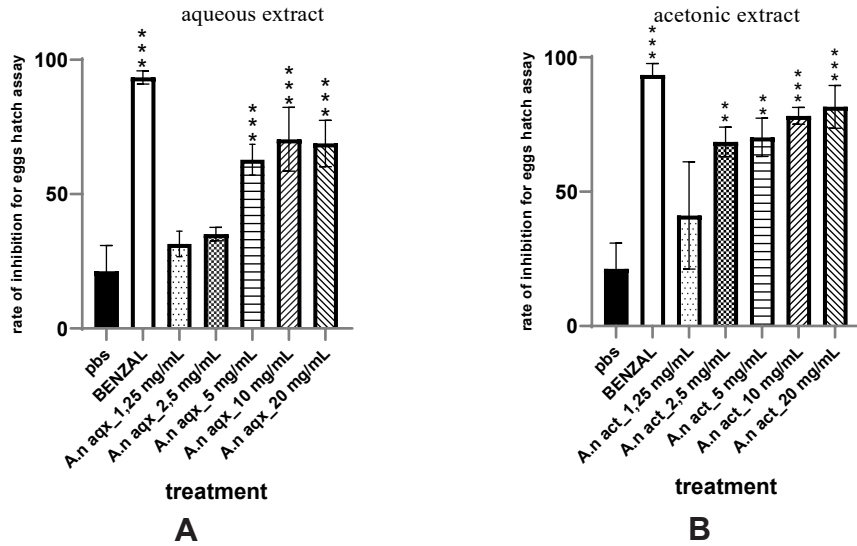 aqueous extract
rate of inhibition for eggs hatch assay
100
50
0
***
***
***
***
pbs
BENZAL
A.n aqx_1,25 mg/mL
A.n aqx_2,5 mg/mL
A.n aqx_5 mg/mL
A.n aqx_10 mg/mL
A.n aqx_20 mg/mL
treatment
A
acetonic extract
rate of inhibition for eggs hatch assay
100
50
0
***
**
**
***
***
pbs
BENZAL
A.n act_1,25 mg/mL
A.n act_2,5 mg/mL
A.n act_5 mg/mL
A.n act_10 mg/mL
A.n act_20 mg/mL
treatment
B